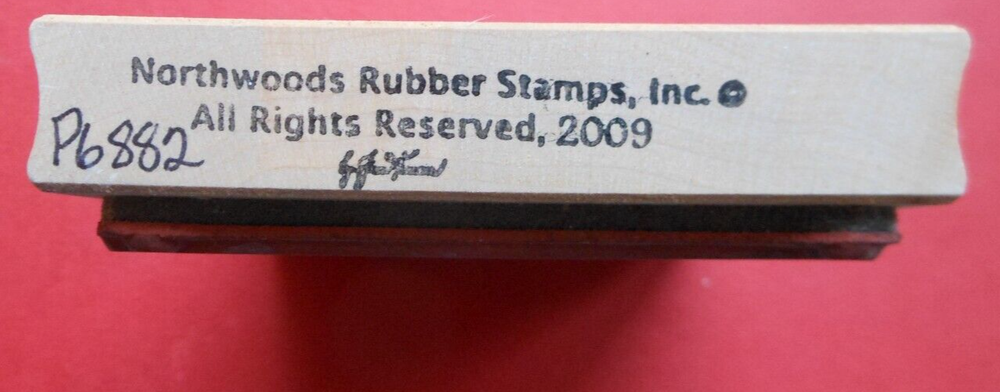 Northwoods Rubber Stamps, Inc. ©
All Rights Reserved, 2009
P6882